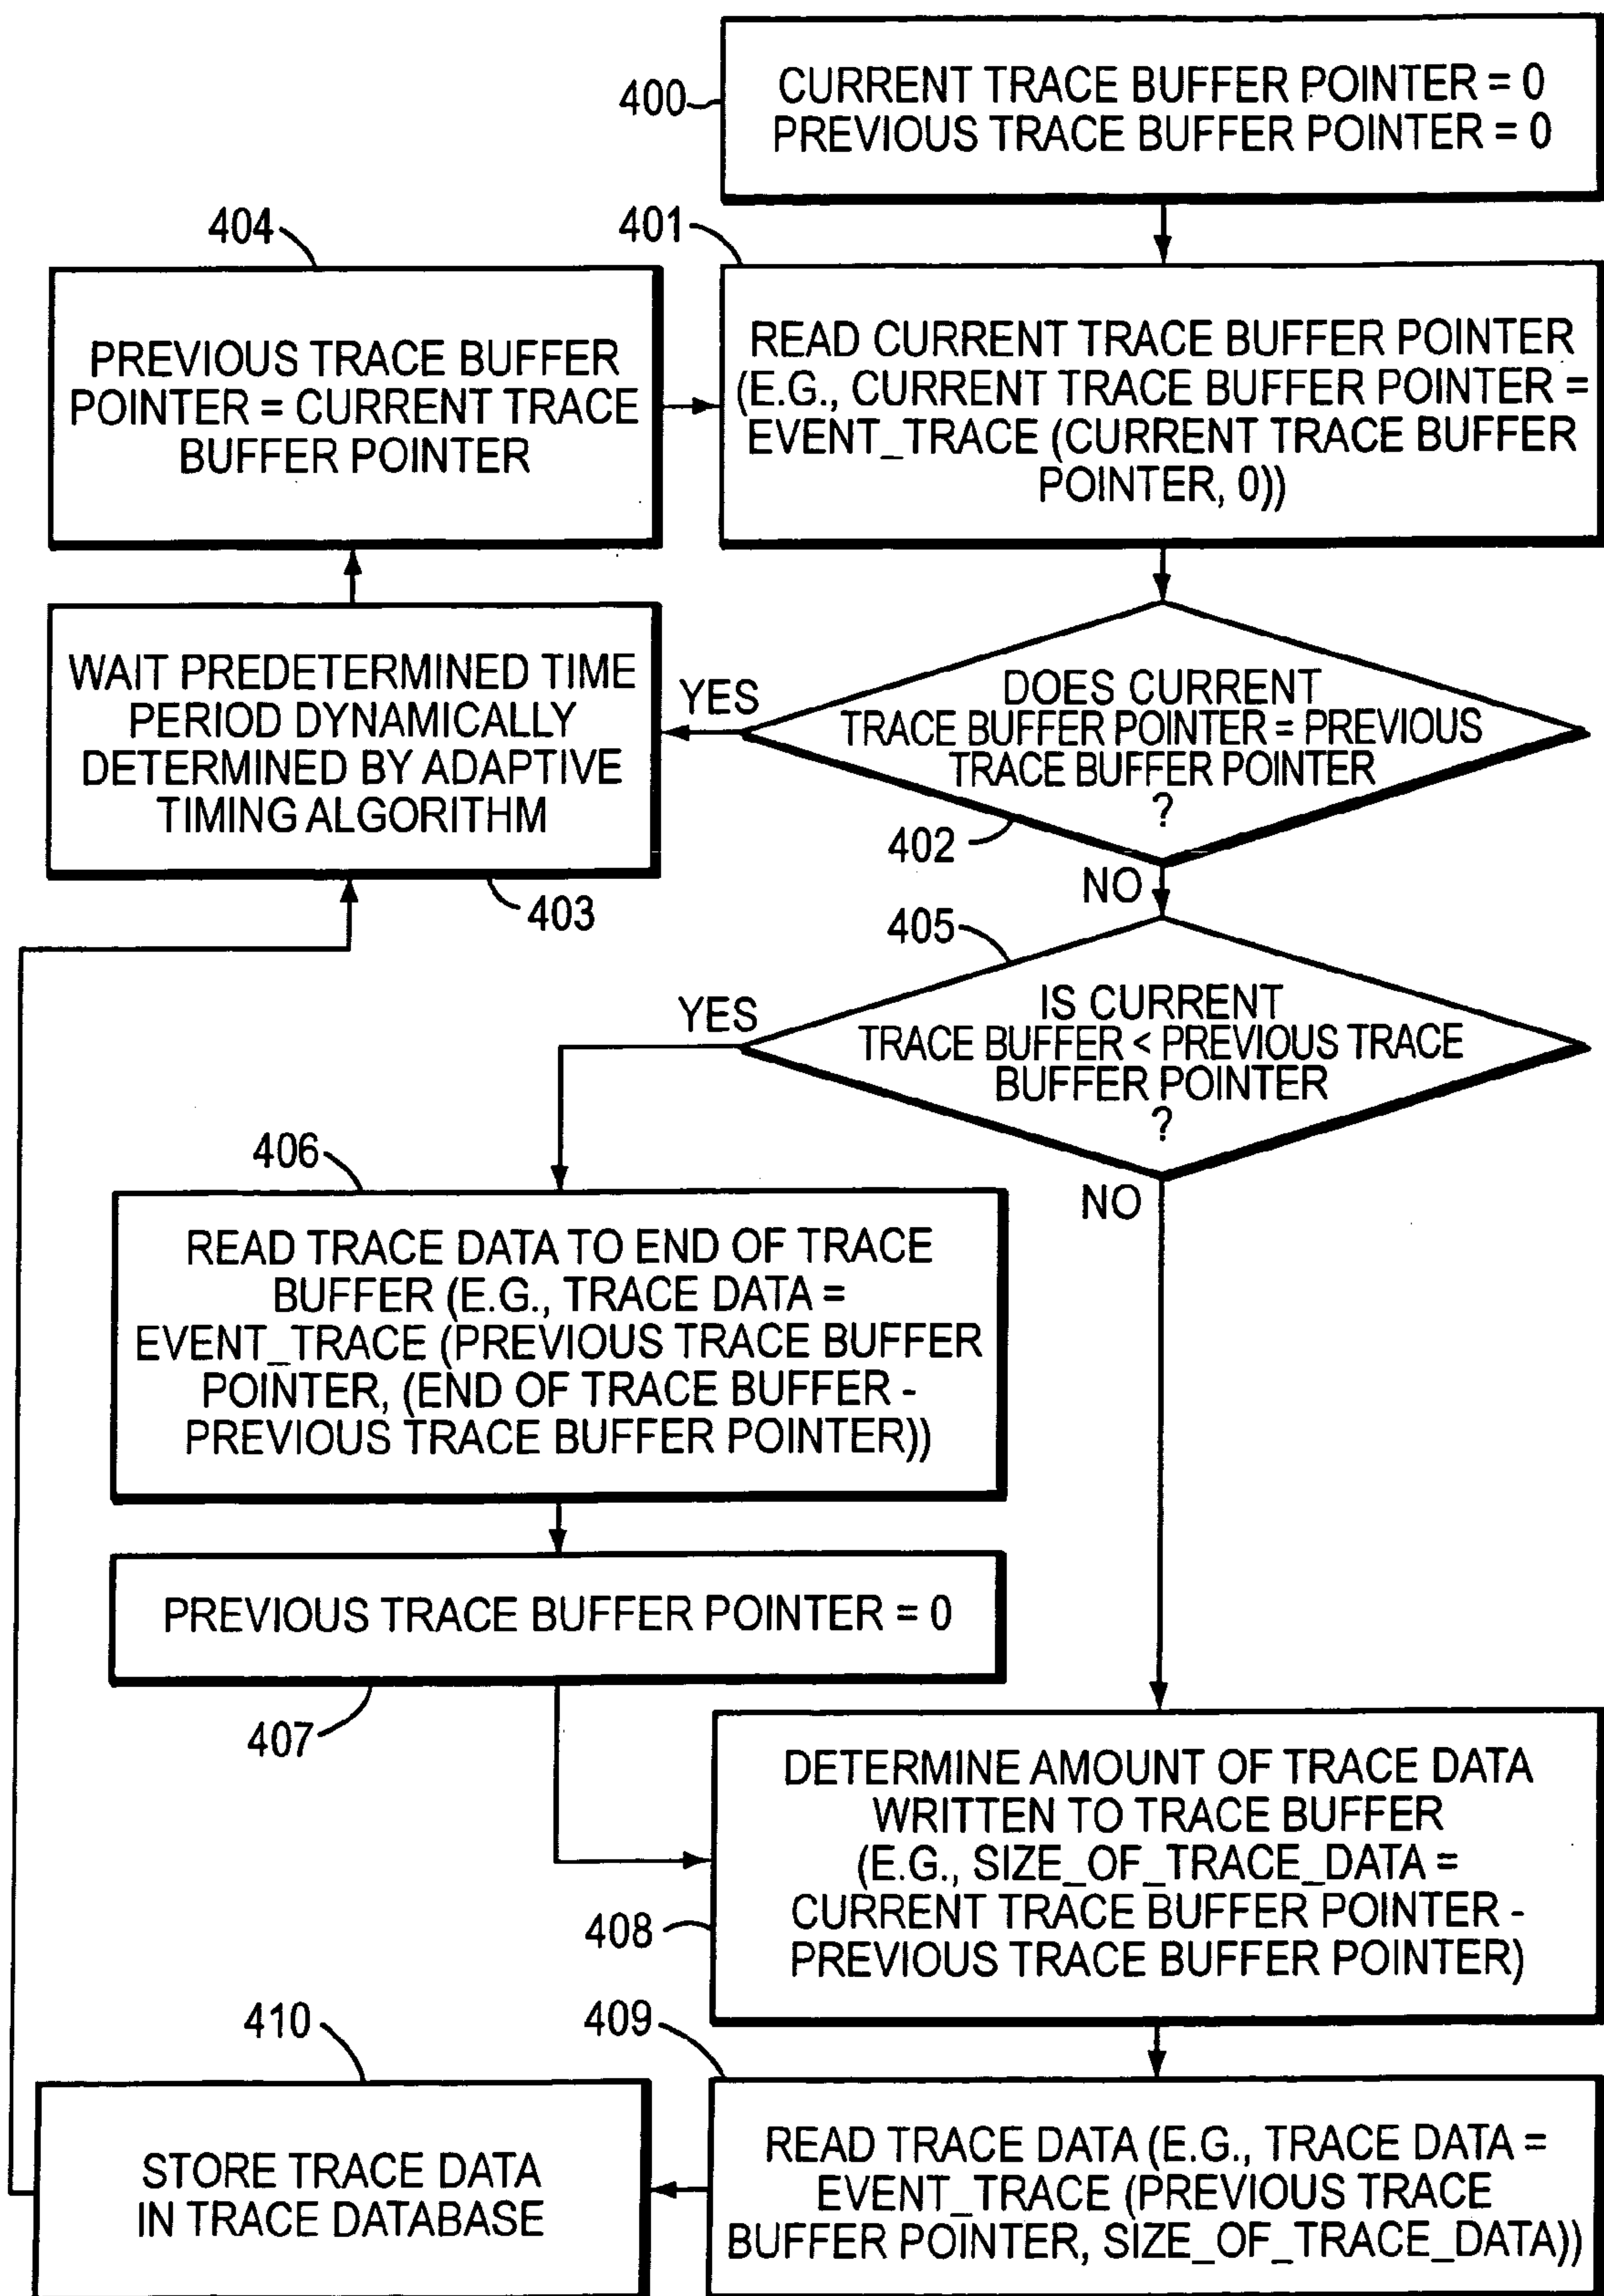 400
CURRENT TRACE BUFFER POINTER = 0
PREVIOUS TRACE BUFFER POINTER = 0
404
PREVIOUS TRACE BUFFER
POINTER = CURRENT TRACE
BUFFER POINTER
401
READ CURRENT TRACE BUFFER POINTER
(E.G., CURRENT TRACE BUFFER POINTER =
EVENT_TRACE (CURRENT TRACE BUFFER
POINTER, 0))
WAIT PREDETERMINED TIME
PERIOD DYNAMICALLY
DETERMINED BY ADAPTIVE
TIMING ALGORITHM
403
YES
DOES CURRENT
TRACE BUFFER POINTER = PREVIOUS
TRACE BUFFER POINTER
?
402
NO
405
YES
IS CURRENT
TRACE BUFFER < PREVIOUS TRACE
BUFFER POINTER
?
NO
406
READ TRACE DATA TO END OF TRACE
BUFFER (E.G., TRACE DATA =
EVENT_TRACE (PREVIOUS TRACE BUFFER
POINTER, (END OF TRACE BUFFER -
PREVIOUS TRACE BUFFER POINTER))
PREVIOUS TRACE BUFFER POINTER = 0
407
DETERMINE AMOUNT OF TRACE DATA
WRITTEN TO TRACE BUFFER
(E.G., SIZE_OF_TRACE_DATA =
CURRENT TRACE BUFFER POINTER -
PREVIOUS TRACE BUFFER POINTER)
408
409
READ TRACE DATA (E.G., TRACE DATA =
EVENT_TRACE (PREVIOUS TRACE
BUFFER POINTER, SIZE_OF_TRACE_DATA))
410
STORE TRACE DATA
IN TRACE DATABASE